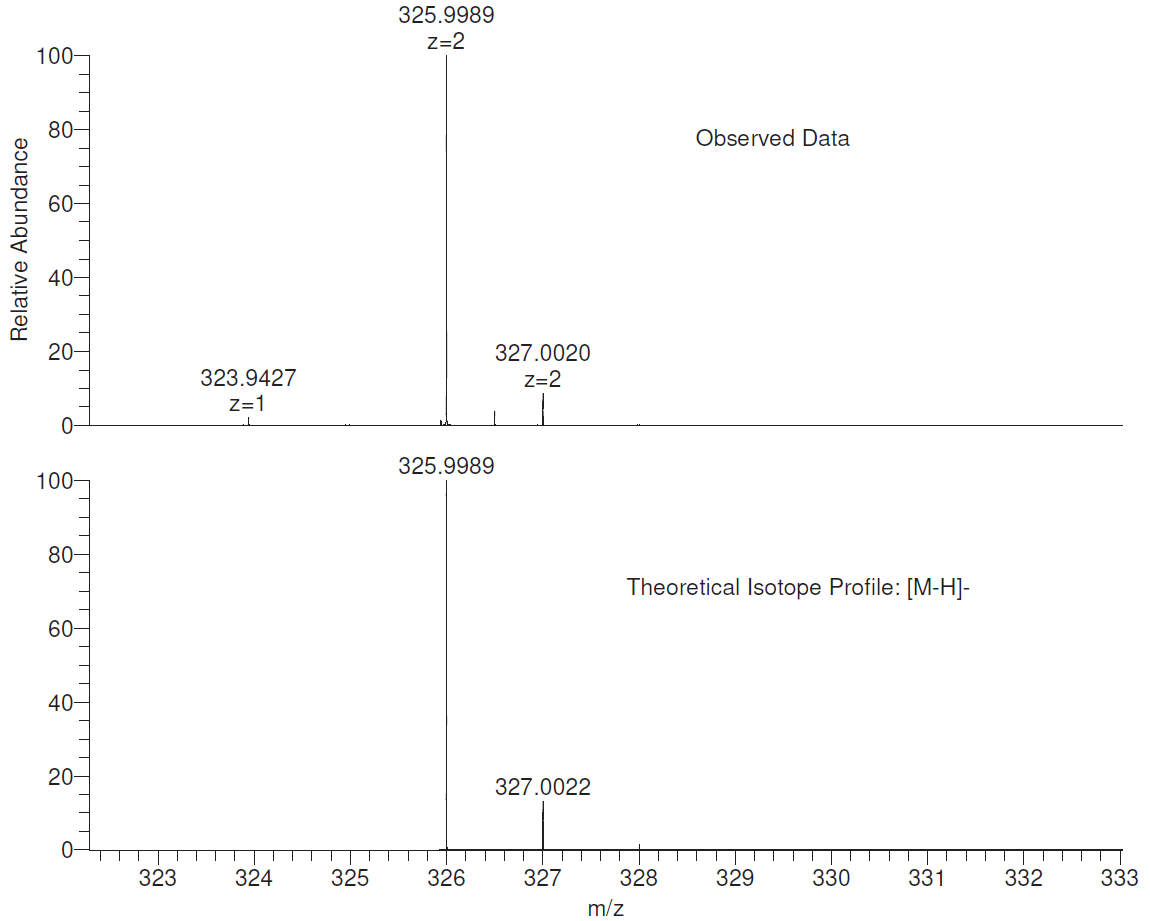 325.9989
z=2
100
80
Observed Data
Relative Abundance
60
40
327.0020
20
z=2
323.9427
z=1
0
325.9989
100
80
Theoretical Isotope Profile: [M-H]-
60
40
327.0022
20
0
323 324 325 326 327 328 329 330 331 332 333
m/z